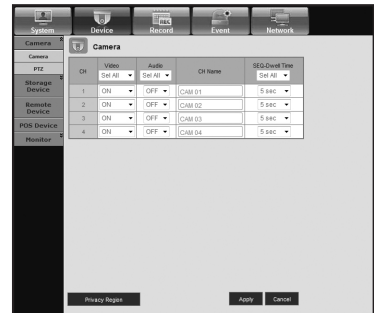 System Device Record Event Network
REC
Camera
Camera
PTZ
Storage
Device
Remote
Device
POS Device
Monitor
Camera
CH Video Audio CH Name SEQ-Dwell Time
Sel All Sel All Sel All
1 ON OFF CAM 01 5 sec
2 ON OFF CAM 02 5 sec
3 ON OFF CAM 03 5 sec
4 ON OFF CAM 04 5 sec
Privacy Region Apply Cancel